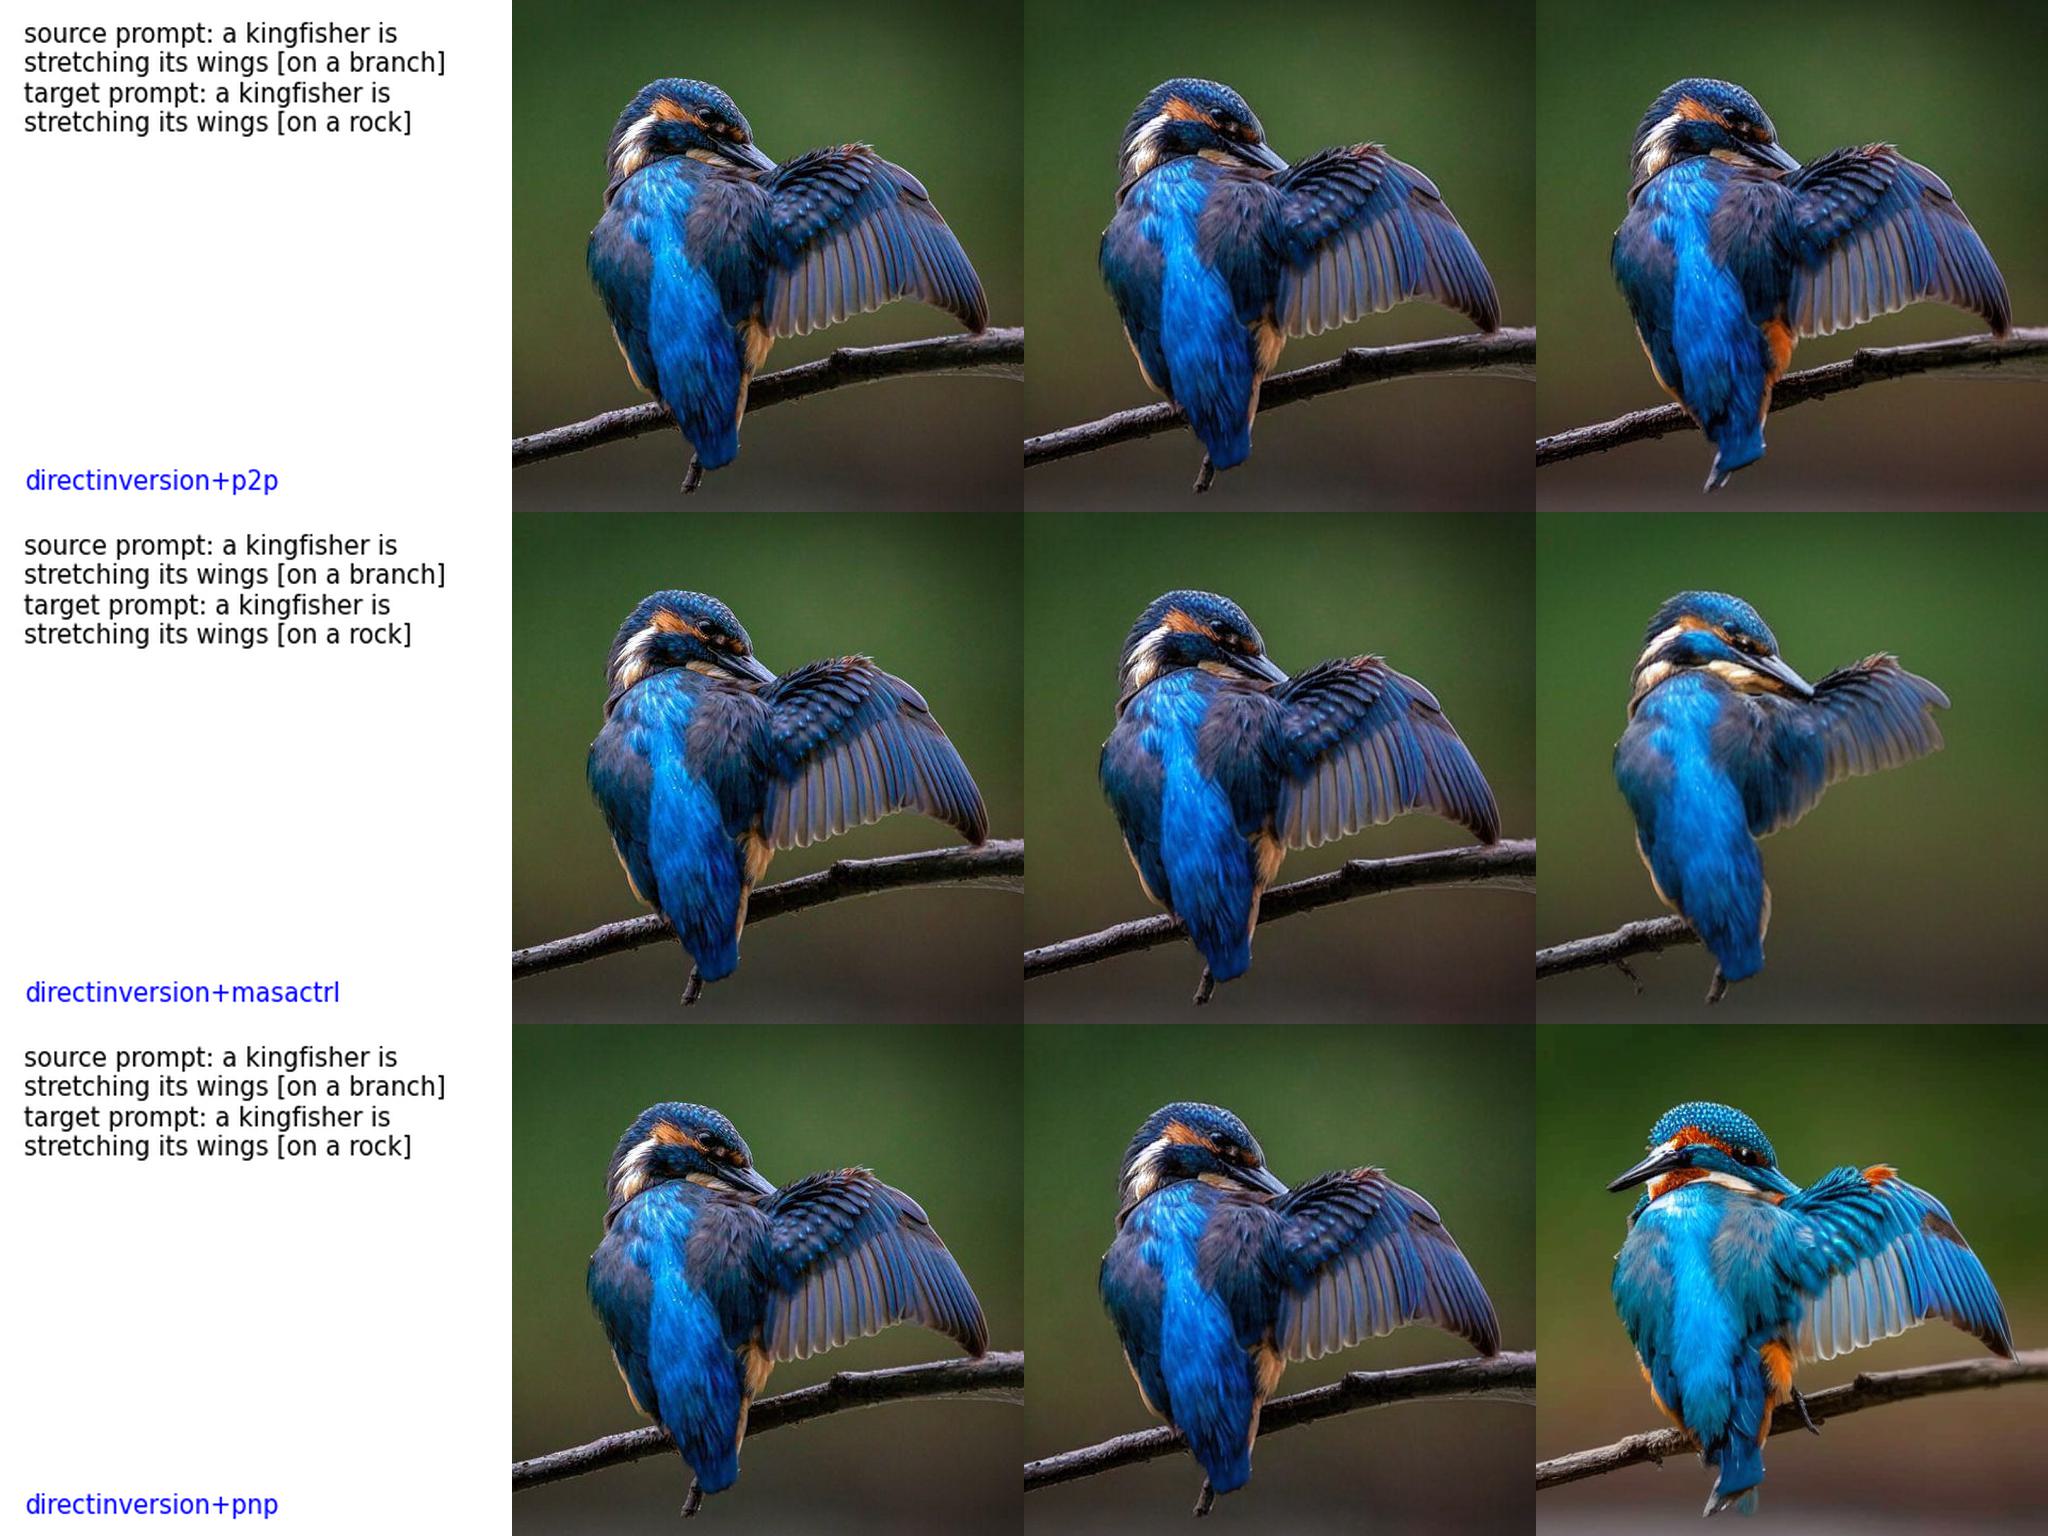 source prompt: a kingfisher is
stretching its wings [on a branch]
target prompt: a kingfisher is
stretching its wings [on a rock]
directinversion+p2p
source prompt: a kingfisher is
stretching its wings [on a branch]
target prompt: a kingfisher is
stretching its wings [on a rock]
directinversion+masactrl
source prompt: a kingfisher is
stretching its wings [on a branch]
target prompt: a kingfisher is
stretching its wings [on a rock]
directinversion+pnp